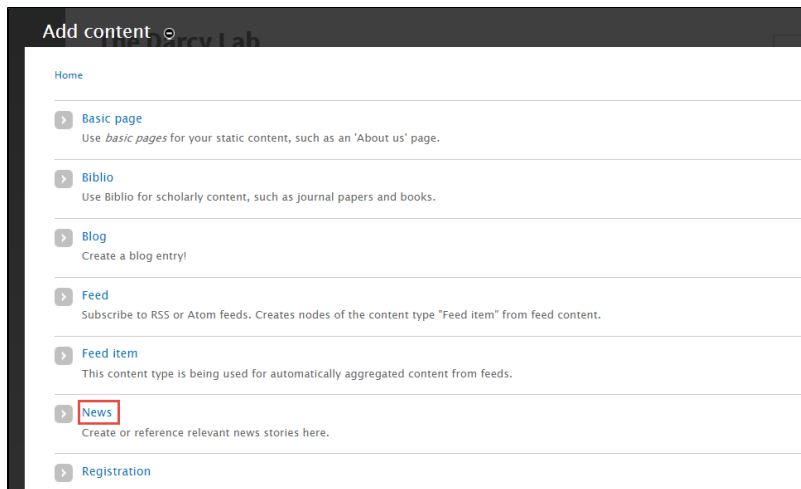 Add content
The Darcy Lab
Home
Basic page
Use basic pages for your static content, such as an 'About us' page.
Biblio
Use Biblio for scholarly content, such as journal papers and books.
Blog
Create a blog entry!
Feed
Subscribe to RSS or Atom feeds. Creates nodes of the content type "Feed item" from feed content.
Feed item
This content type is being used for automatically aggregated content from feeds.
News
Create or reference relevant news stories here.
Registration